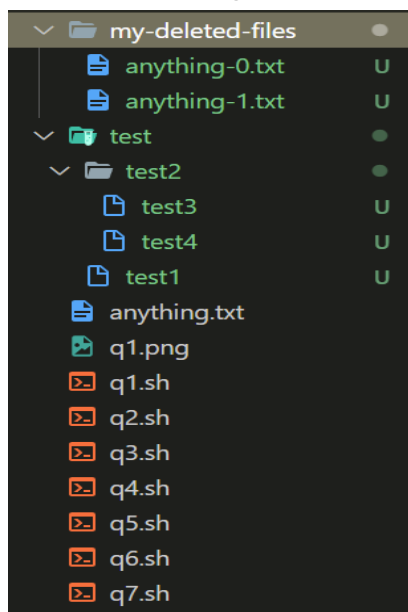 my-deleted-files
anything-0.txt U
anything-1.txt U
test
test2
test3 U
test4 U
test1 U
anything.txt
q1.png
q1.sh
q2.sh
q3.sh
q4.sh
q5.sh
q6.sh
q7.sh